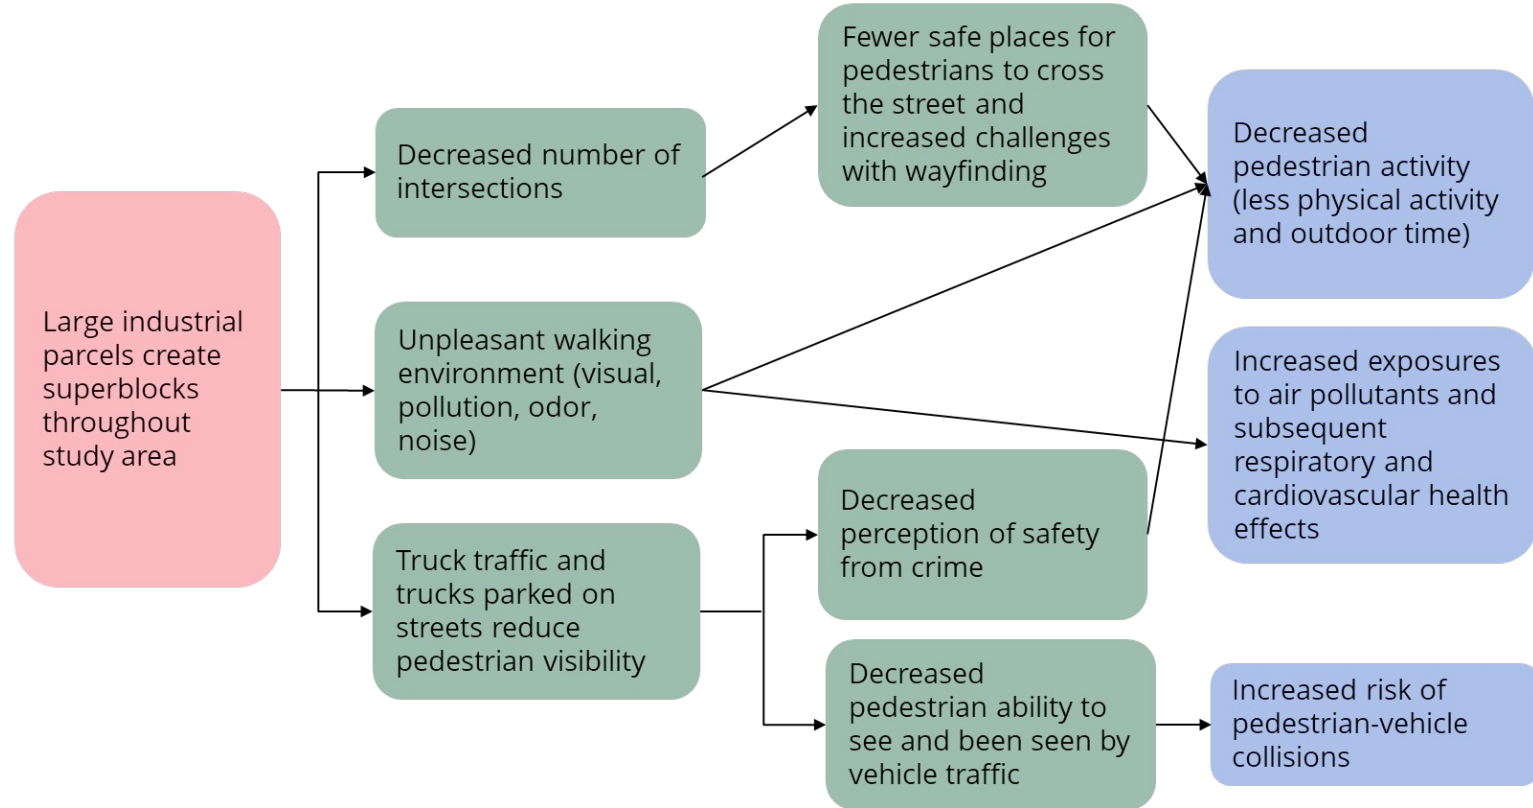 Large industrial
parcels create
superblocks
throughout
study area
Decreased number of
intersections
Unpleasant walking
environment (visual,
pollution, odor,
noise)
Truck traffic and
trucks parked on
streets reduce
pedestrian visibility
Fewer safe places for
pedestrians to cross
the street and
increased challenges
with wayfinding
Decreased
perception of safety
from crime
Decreased
pedestrian ability to
see and been seen by
vehicle traffic
Decreased
pedestrian activity
(less physical activity
and outdoor time)
Increased exposures
to air pollutants and
subsequent
respiratory and
cardiovascular health
effects
Increased risk of
pedestrian-vehicle
collisions